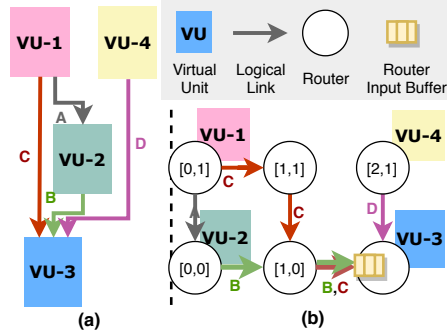 VU-1
VU-4
A
C
VU-2
D
B
VU-3
(a)
VU
Virtual
Unit
Logical
Link
Router
Router
Input Buffer
VU-1
VU-4
[0,1]
[1,1]
[2,1]
C
A
C
D
VU-2
VU-3
[0,0]
[1,0]
B
B,C
(b)